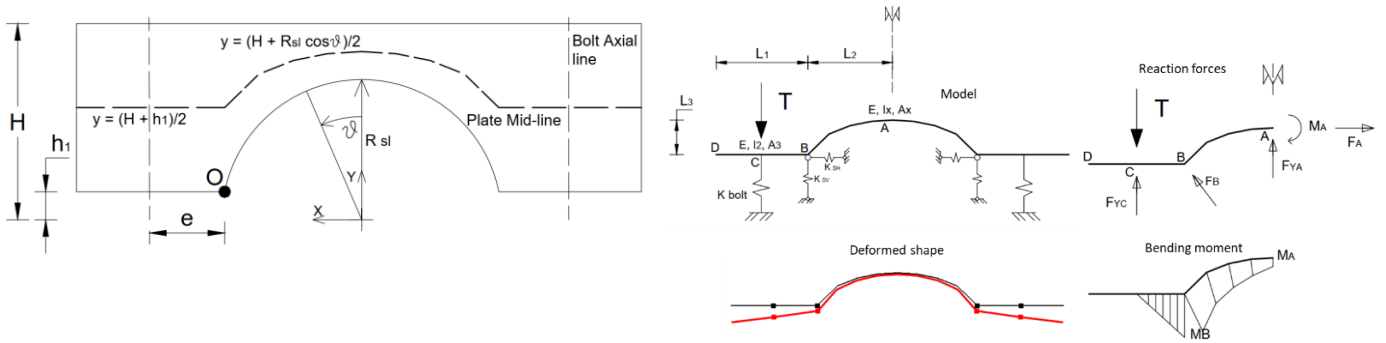 y = (H + Rsl cosϑ)/2
Bolt Axial
line
y = (H + h1)/2
Plate Mid-line
H
h1
ϑ
R sl
O
Y
X
e
L1
L2
L3
T
Model
E, Ix, Ax
A
D
E, I2, A3
B
C
K SH
K SV
K bolt
Reaction forces
T
A
MA
FA
D
B
C
FB
FYA
FYC
Deformed shape
Bending moment
MA
MB